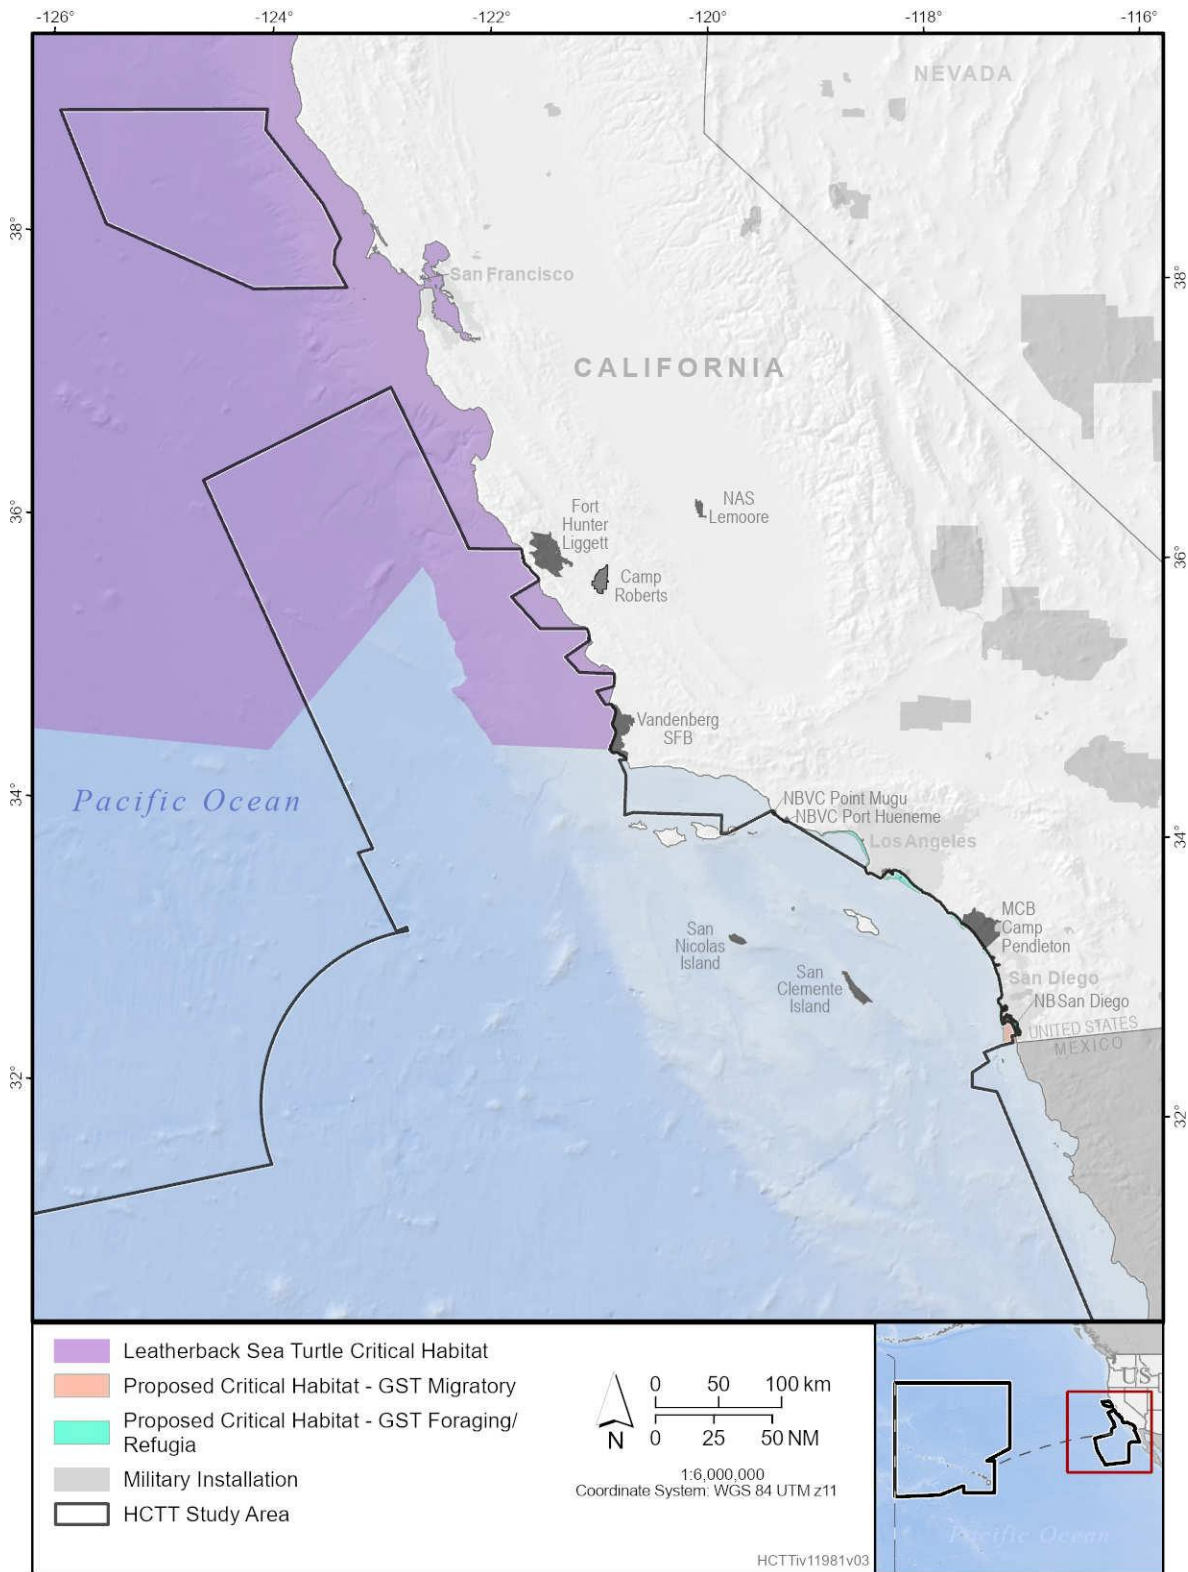 -126°
-124°
-122°
-120°
-118°
-116°
NEVADA
38°
San Francisco
38°
CALIFORNIA
36°
Fort
Hunter
Liggett
NAS
Lemoore
Camp
Roberts
36°
Vandenberg
SFB
34°
Pacific Ocean
NBVC Point Mugu
NBVC Port Hueneme
Los Angeles
34°
San
Nicolas
Island
MCB
Camp
Pendleton
San
Clemente
Island
San Diego
NB San Diego
UNITED STATES
MEXICO
32°
32°
Leatherback Sea Turtle Critical Habitat
Proposed Critical Habitat - GST Migratory
Proposed Critical Habitat - GST Foraging/
Refugia
Military Installation
HCTT Study Area
N
0 50 100 km
0 25 50 NM
1:6,000,000
Coordinate System: WGS 84 UTM z11
HCTTiv11981v03
US
Pacific Ocean